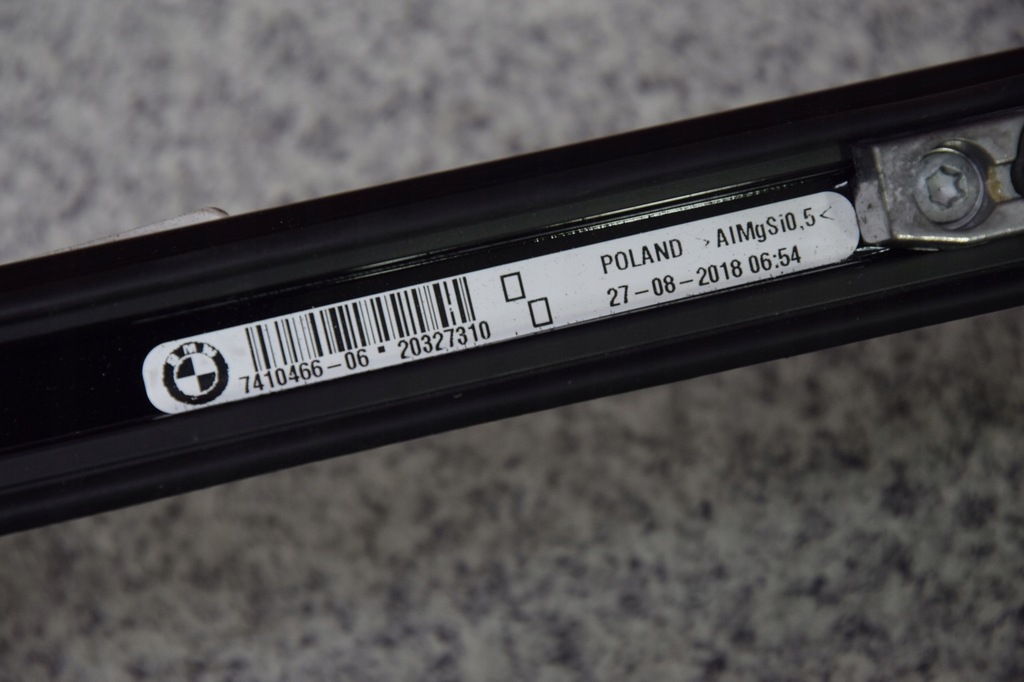 BMW
7410466-06 ▪ 20327310
POLAND >AlMgSi0,5<
27-08-2018 06:54